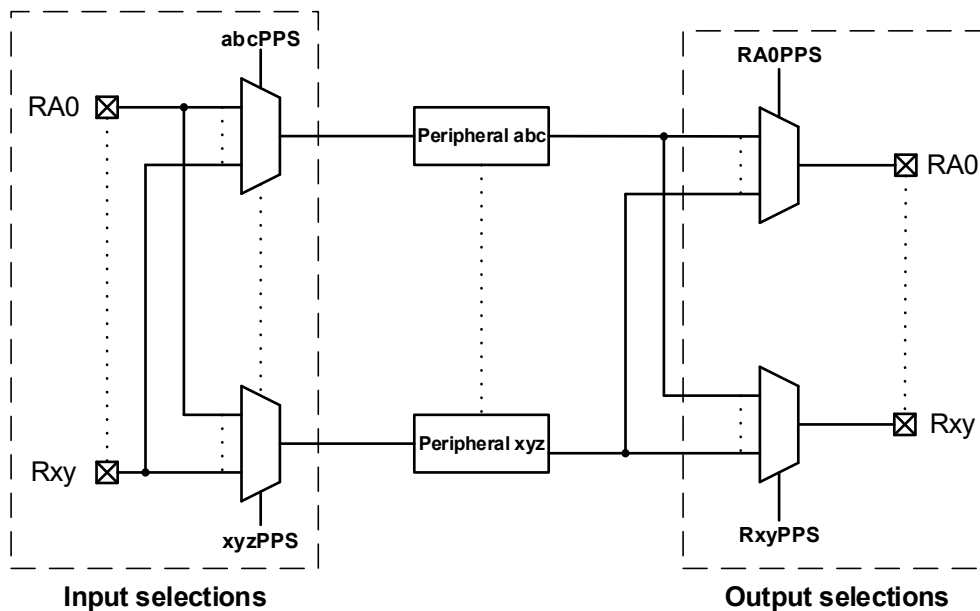 abcPPS
RA0PPS
RA0
Peripheral abc
RA0
Peripheral xyz
Rxy
Rxy
xyzPPS
RxyPPS
Input selections
Output selections